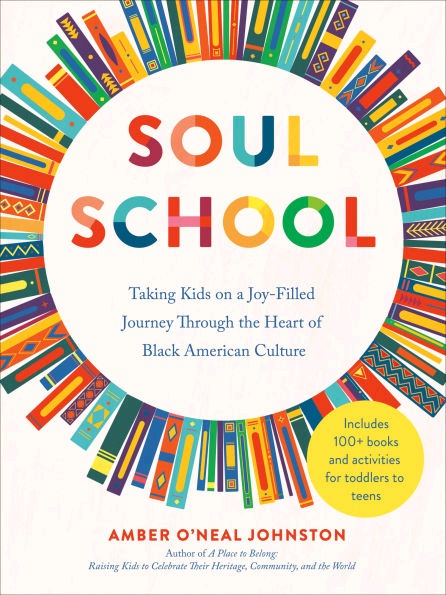 SOUL
SCHOOL
Taking Kids on a Joy-Filled
Journey Through the Heart of
Black American Culture
Includes
100+ books
and activities
for toddlers to
teens
AMBER O'NEAL JOHNSTON
Author of A Place to Belong:
Raising Kids to Celebrate Their Heritage, Community, and the World